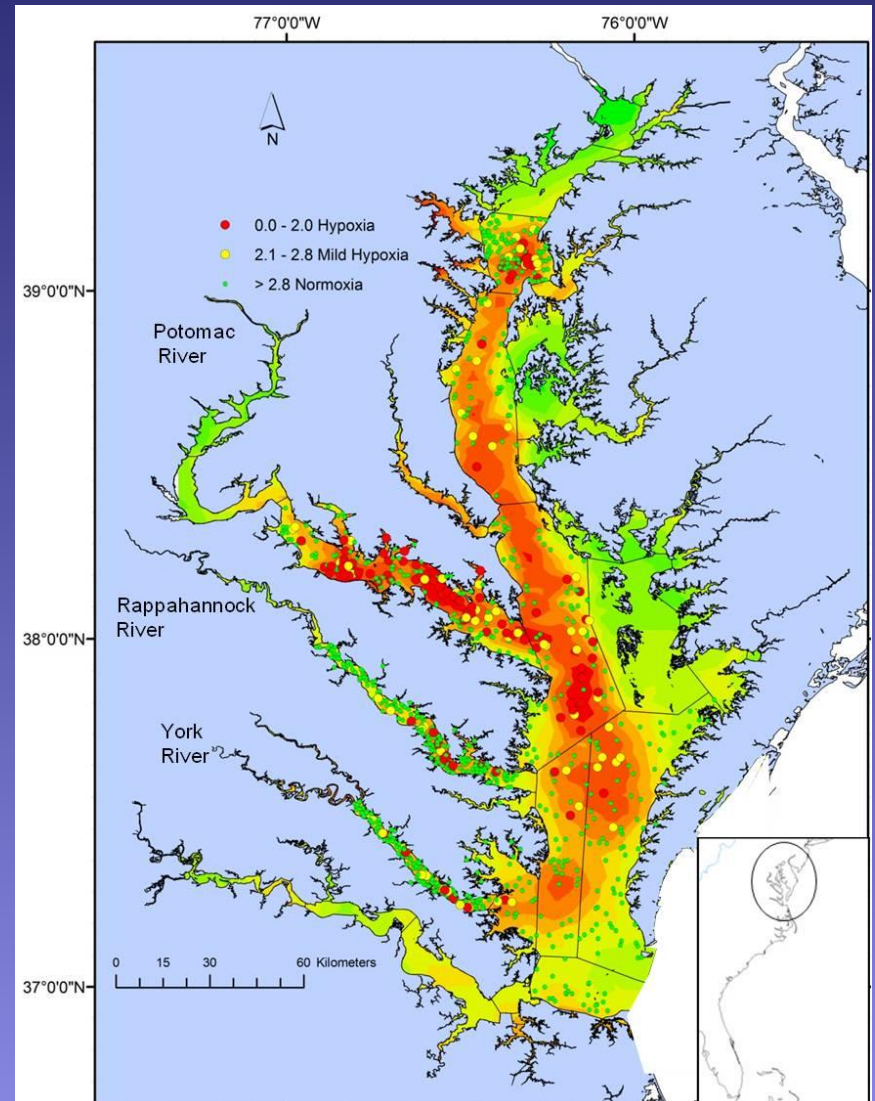 77°0'0"W
76°0'0"W
N
0.0 - 2.0 Hypoxia
2.1 - 2.8 Mild Hypoxia
> 2.8 Normoxia
39°0'0"N
Potomac
River
Rappahannock
River
38°0'0"N
York
River
0 15 30 60 Kilometers
37°0'0"N